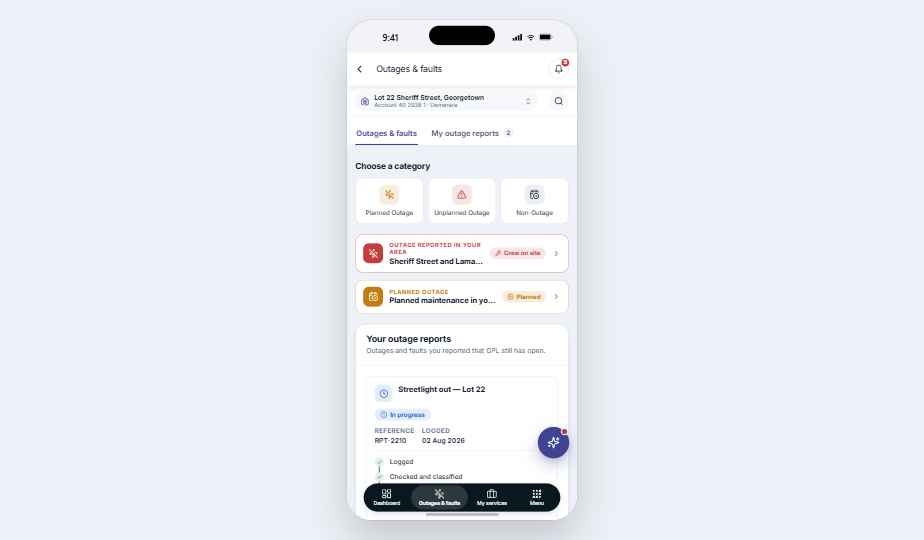 9:41
Outages & faults
9
Lot 22 Sheriff Street, Georgetown
Account 40 2938 1 · Demerara
Outages & faults
My outage reports 2
Choose a category
Planned Outage
Unplanned Outage
Non-Outage
OUTAGE REPORTED IN YOUR
AREA
Sheriff Street and Lama...
Crew on site
PLANNED OUTAGE
Planned maintenance in yo...
Planned
Your outage reports
Outages and faults you reported that GPL still has open.
Streetlight out — Lot 22
In progress
REFERENCE LOGGED
RPT-2210 02 Aug 2026
Logged
Checked and classified
Dashboard
Outages & faults
My services
Menu